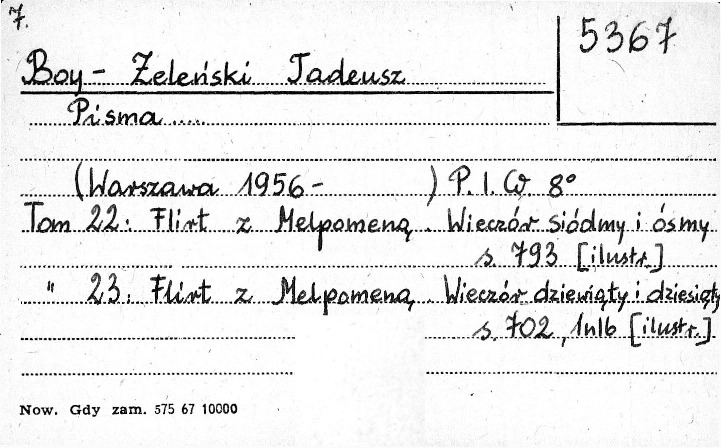 7.
5367
Boy - Żeleński Tadeusz
Pisma.....
(Warszawa 1956- ) P.I.W 8°
Tom 22: Flirt z Melpomeną. Wieczór siódmy i ósmy
s. 793 [ilustr.]
" 23: Flirt z Melpomeną. Wieczór dziewiąty i dziesiąty
s. 702, 1nlb [ilustr.]
Now. Gdy zam. 575 67 10000